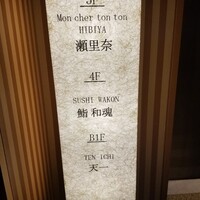 3F
Mon cher ton ton
HIBIYA
瀬里奈
4F
SUSHI WAKON
鮨 和魂
B1F
TEN-ICHI
天一